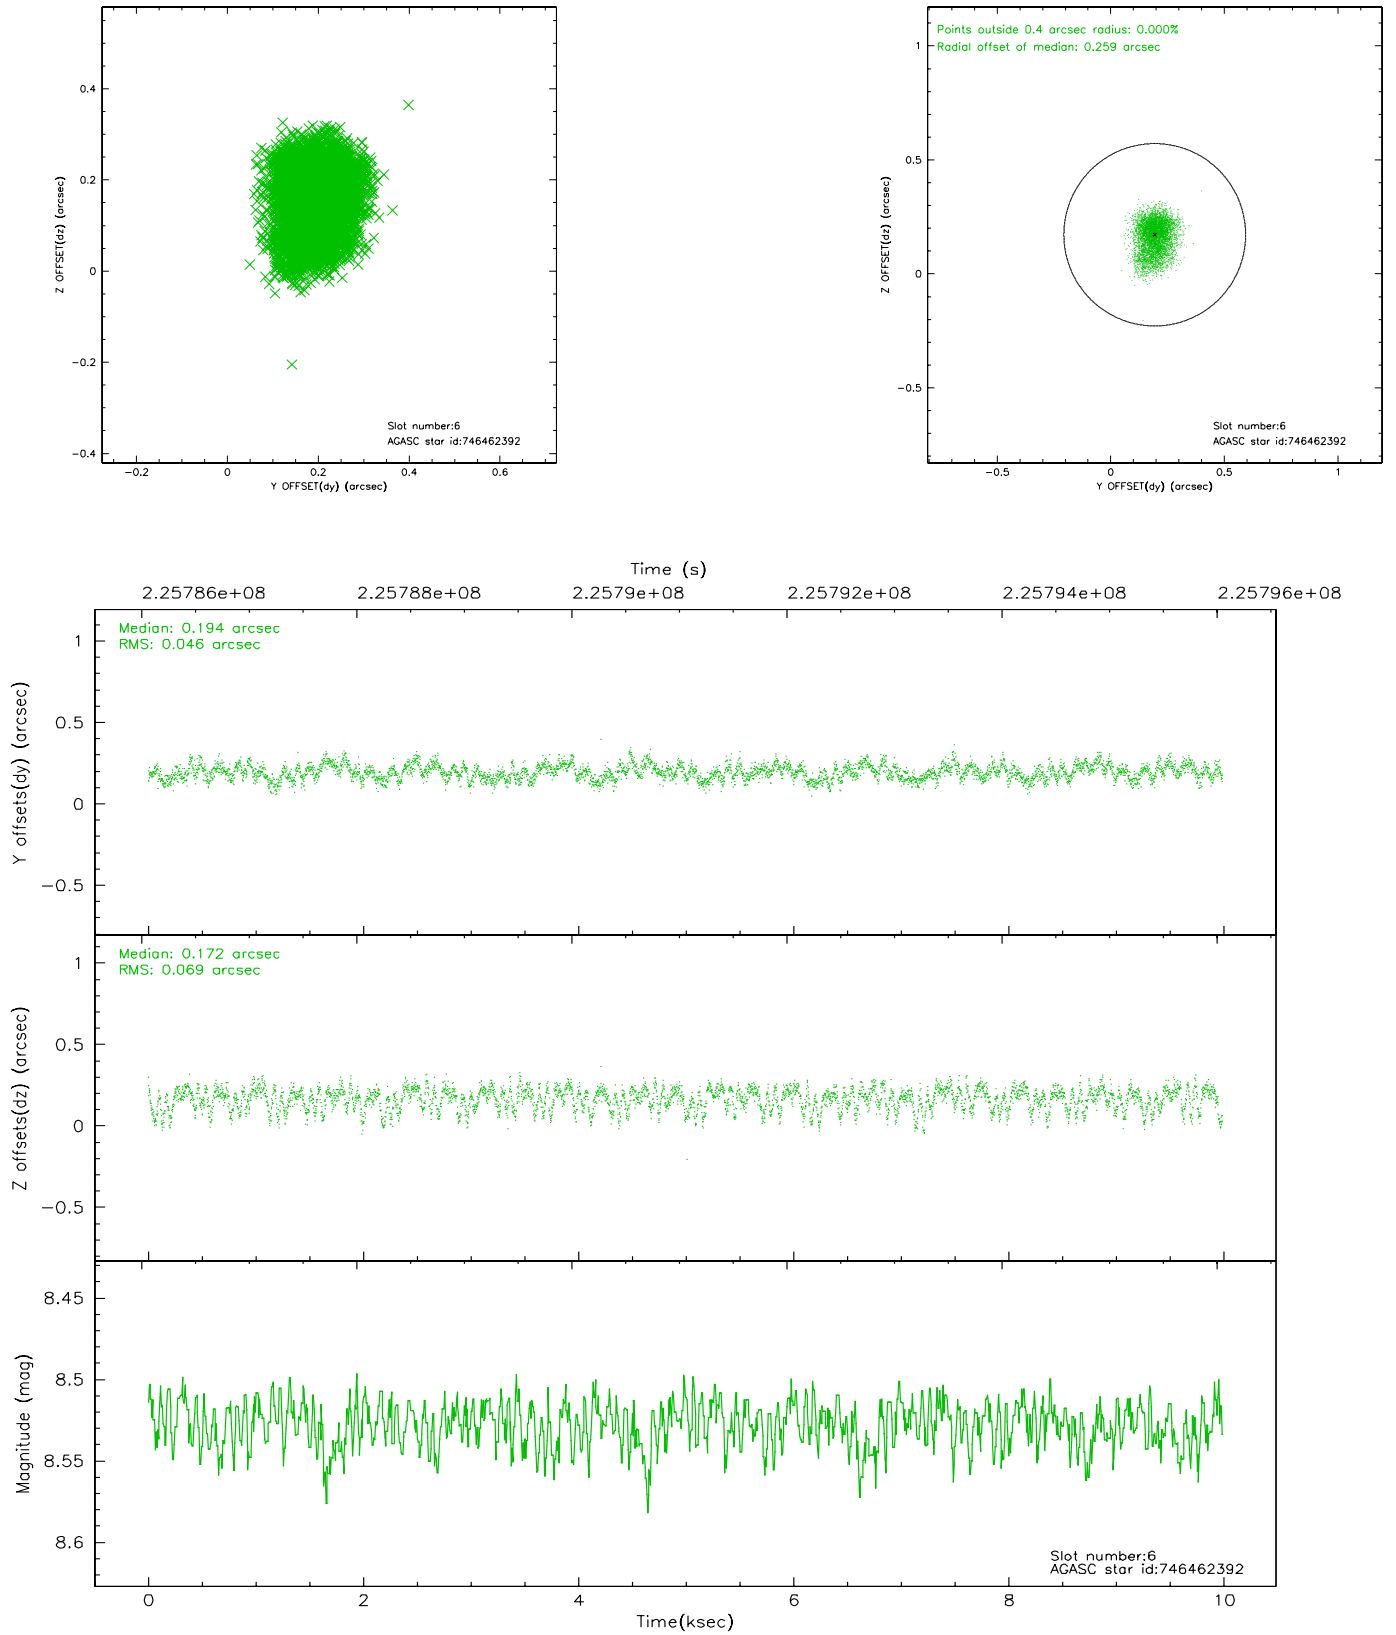 0.4
0.2
0
−0.2
−0.4
Z OFFSET(dz) (arcsec)
Slot number:6
AGASC star id:746462392
−0.2 0 0.2 0.4 0.6
Y OFFSET(dy) (arcsec)
Points outside 0.4 arcsec radius: 0.000%
Radial offset of median: 0.259 arcsec
1
0.5
0
−0.5
Z OFFSET(dz) (arcsec)
Slot number:6
AGASC star id:746462392
−0.5 0 0.5 1
Y OFFSET(dy) (arcsec)
Time (s)
2.25786e+08 2.25788e+08 2.2579e+08 2.25792e+08 2.25794e+08 2.25796e+08
Median: 0.194 arcsec
RMS: 0.046 arcsec
1
0.5
0
−0.5
Y offsets(dy) (arcsec)
Median: 0.172 arcsec
RMS: 0.069 arcsec
1
0.5
0
−0.5
Z offsets(dz) (arcsec)
8.45
8.5
8.55
8.6
Magnitude (mag)
Slot number:6
AGASC star id:746462392
0 2 4 6 8 10
Time(ksec)